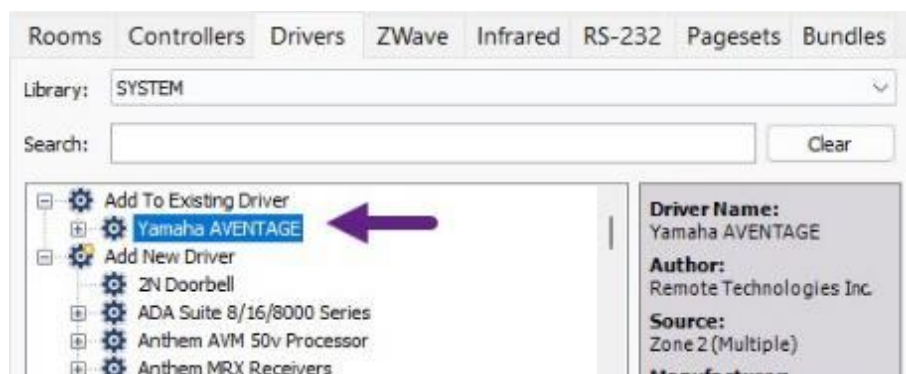 Rooms Controllers Drivers ZWave Infrared RS-232 Pagesets Bundles
Library: SYSTEM
Search: Clear
Add To Existing Driver
Yamaha AVENTAGE
Add New Driver
2N Doorbell
ADA Suite 8/16/8000 Series
Anthem AVM 50v Processor
Anthem MRX Receivers
Driver Name:
Yamaha AVENTAGE
Author:
Remote Technologies Inc.
Source:
Zone 2 (Multiple)
Manufacturer: